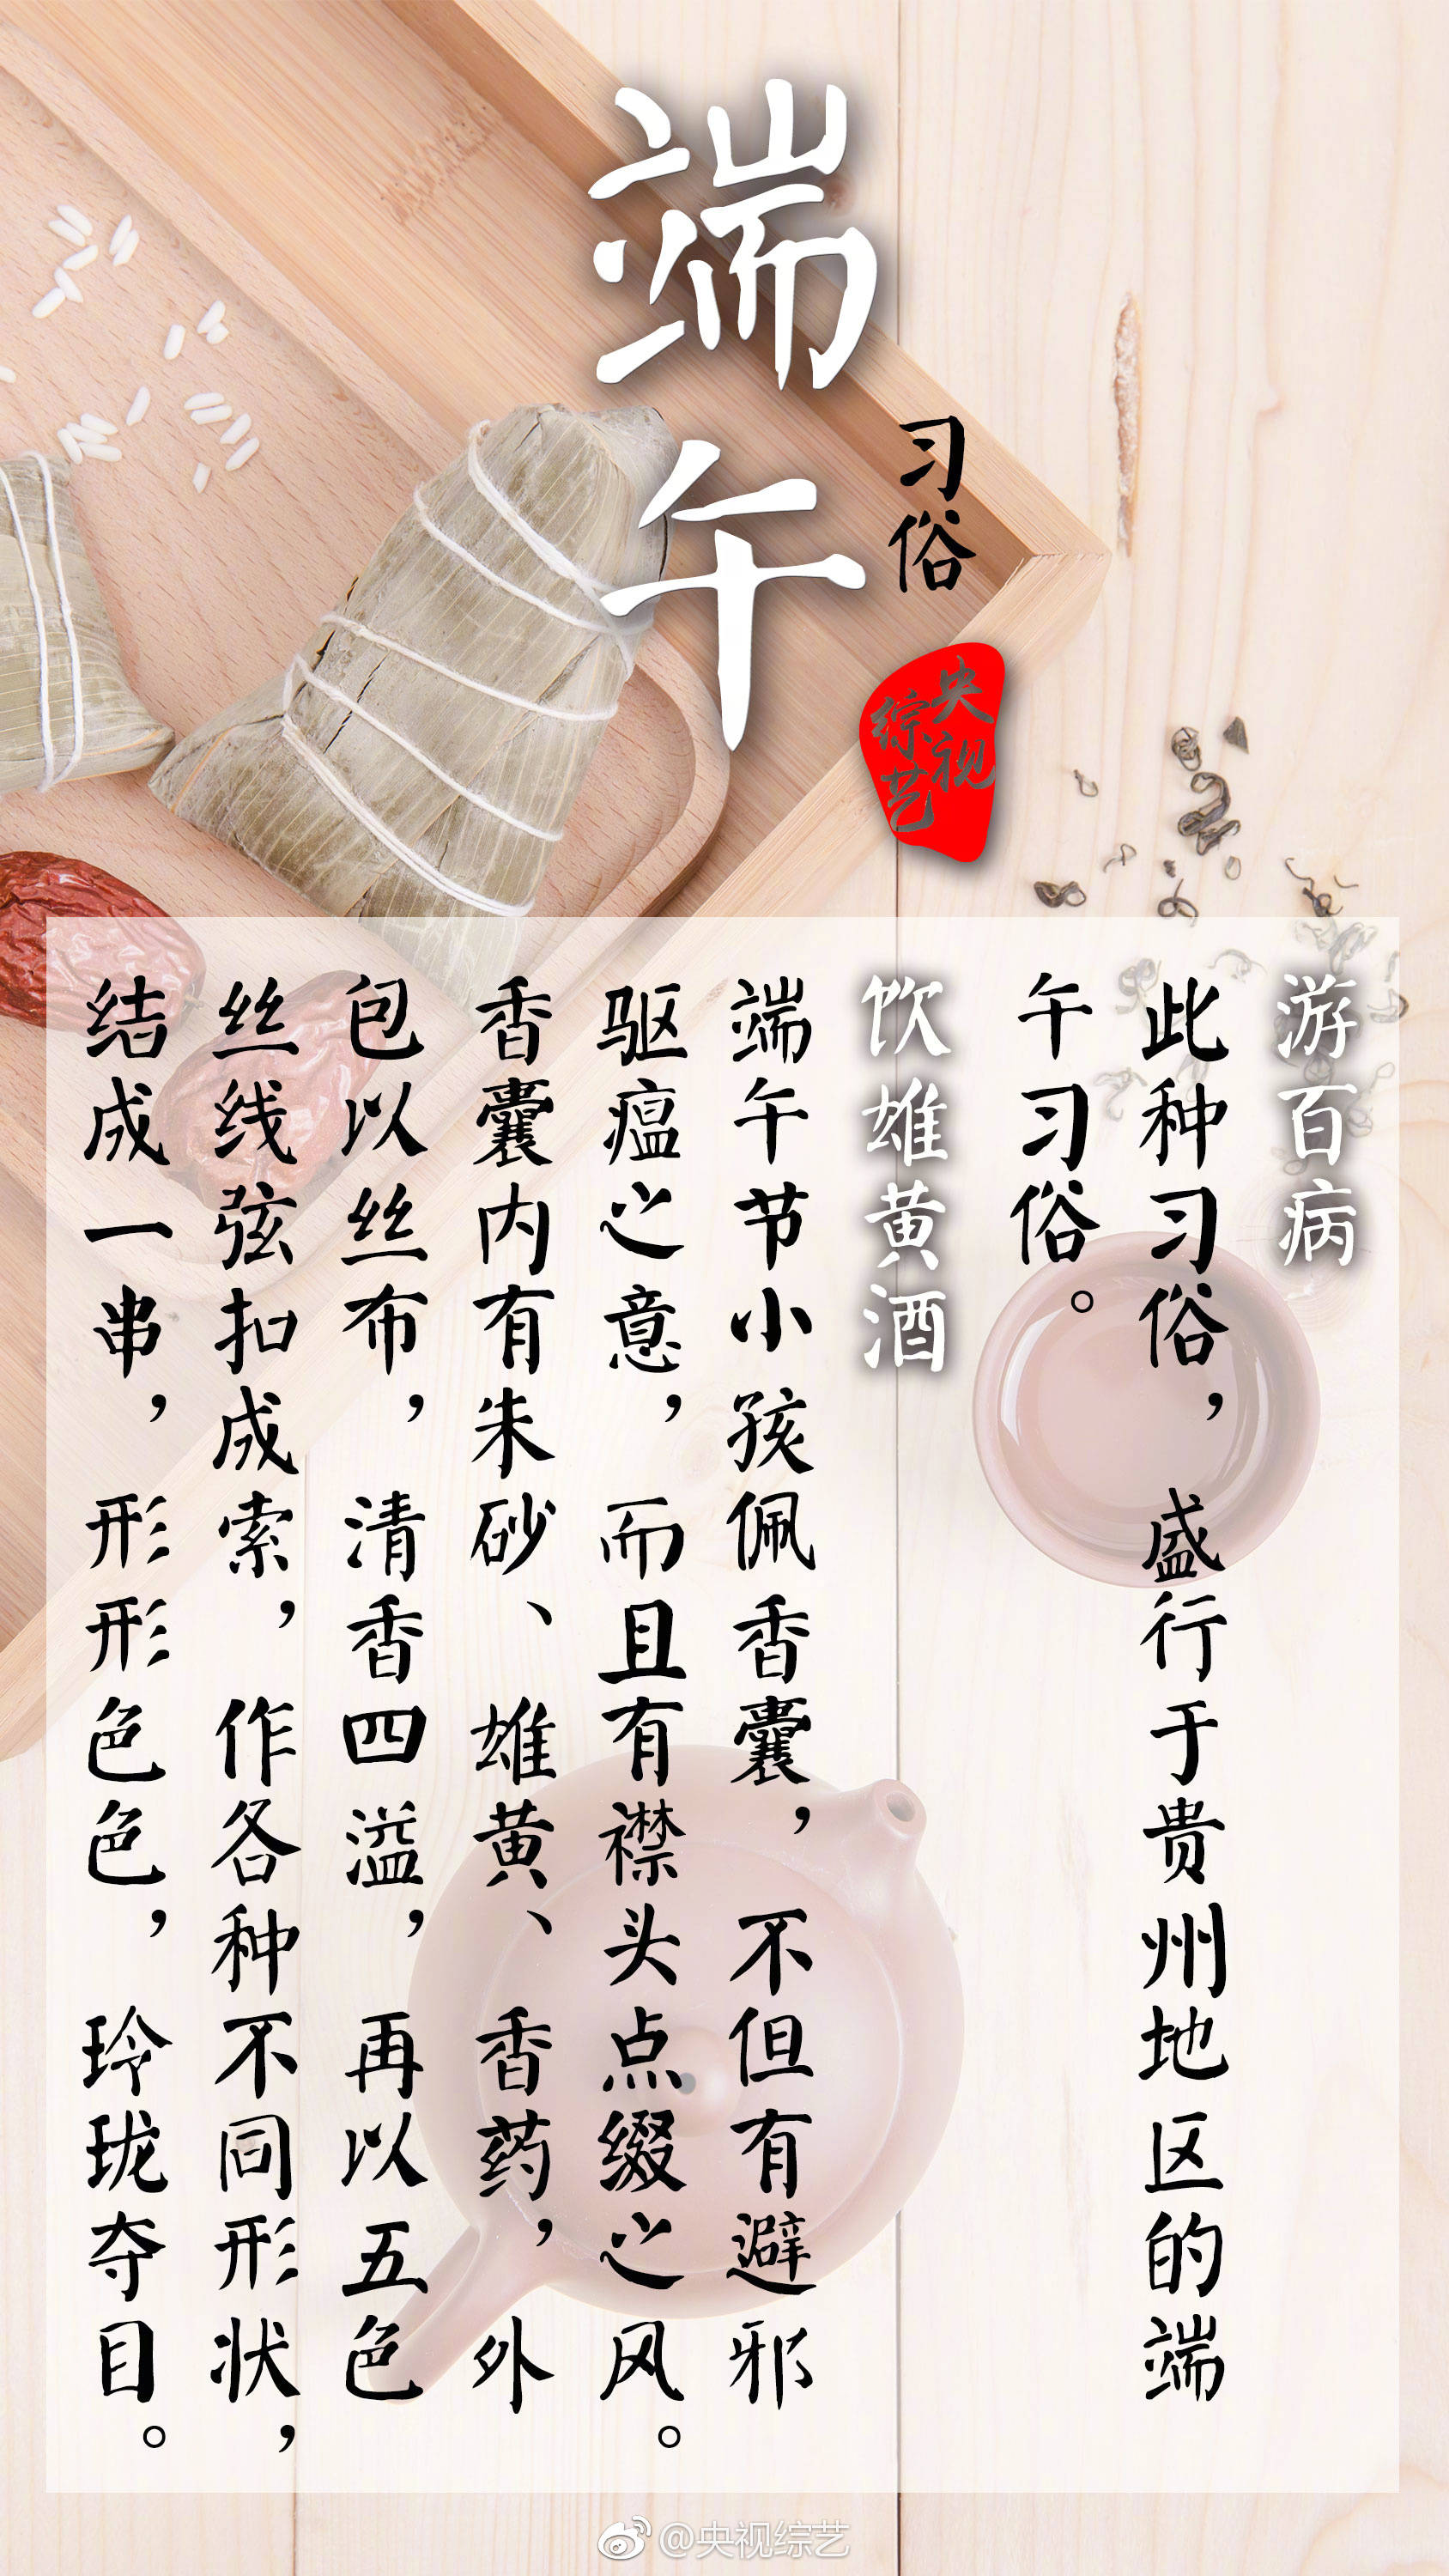 端午
习俗
央视
综艺
游百病
此种习俗，盛行于贵州地区的端
午习俗。
饮雄黄酒
端午节小孩佩香囊，不但有避邪
驱瘟之意，而且有襟头点缀之风。
香囊内有朱砂、雄黄、香药，外
包以丝布，清香四溢，再以五色
丝线弦扣成索，作各种不同形状，
结成一串，形形色色，玲珑夺目。
@央视综艺